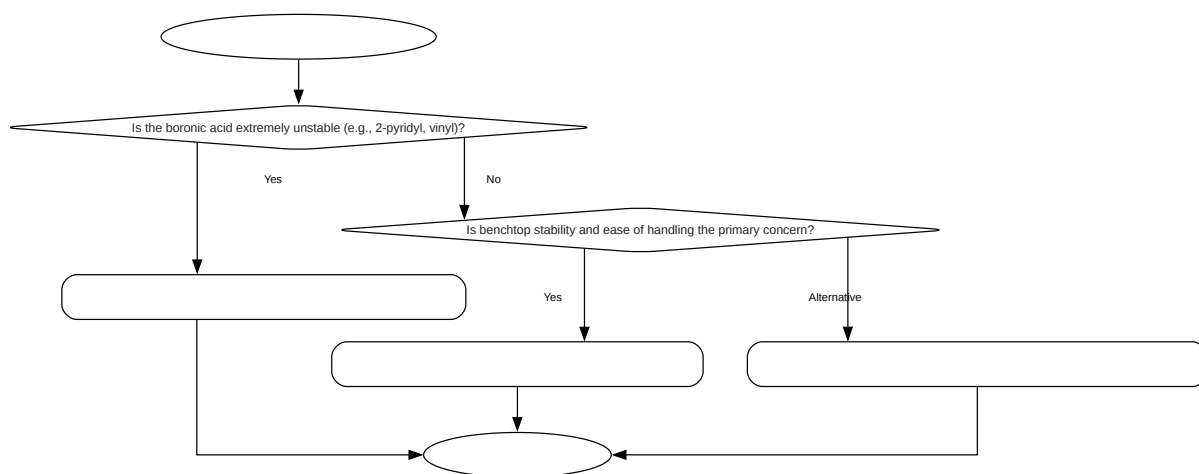 Is the boronic acid extremely unstable (e.g., 2-pyridyl, vinyl)?
Yes
No
Is benchtop stability and ease of handling the primary concern?
Yes
Alternative